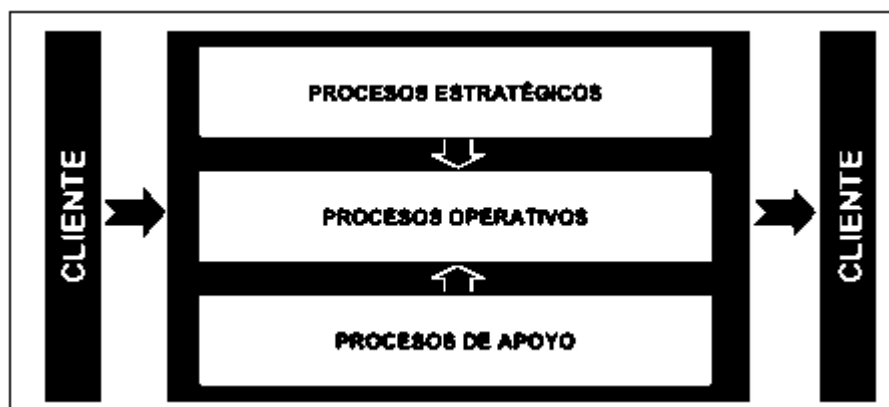 CLIENTE
PROCESOS ESTRATÉGICOS
PROCESOS OPERATIVOS
PROCESOS DE APOYO
CLIENTE